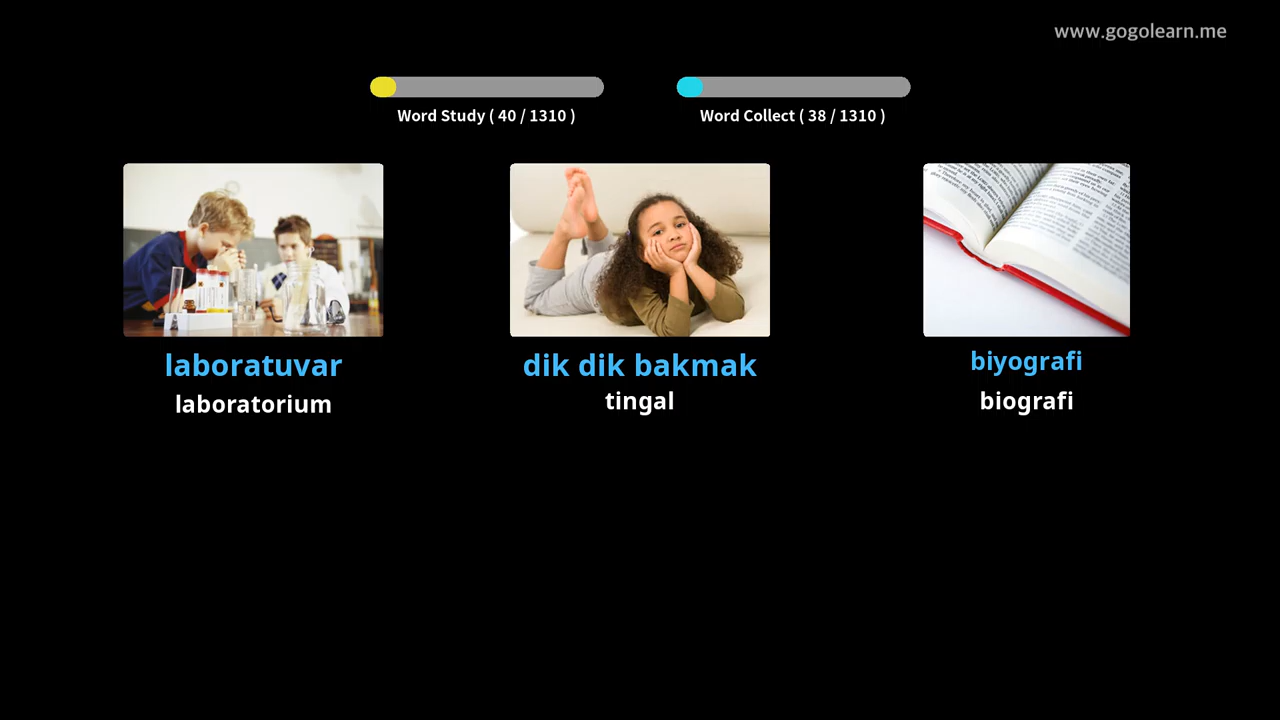 www.gogolearn.me
Word Study ( 40 / 1310 )
Word Collect ( 38 / 1310 )
laboratuvar
laboratorium
dik dik bakmak
tingal
biyografi
biografi